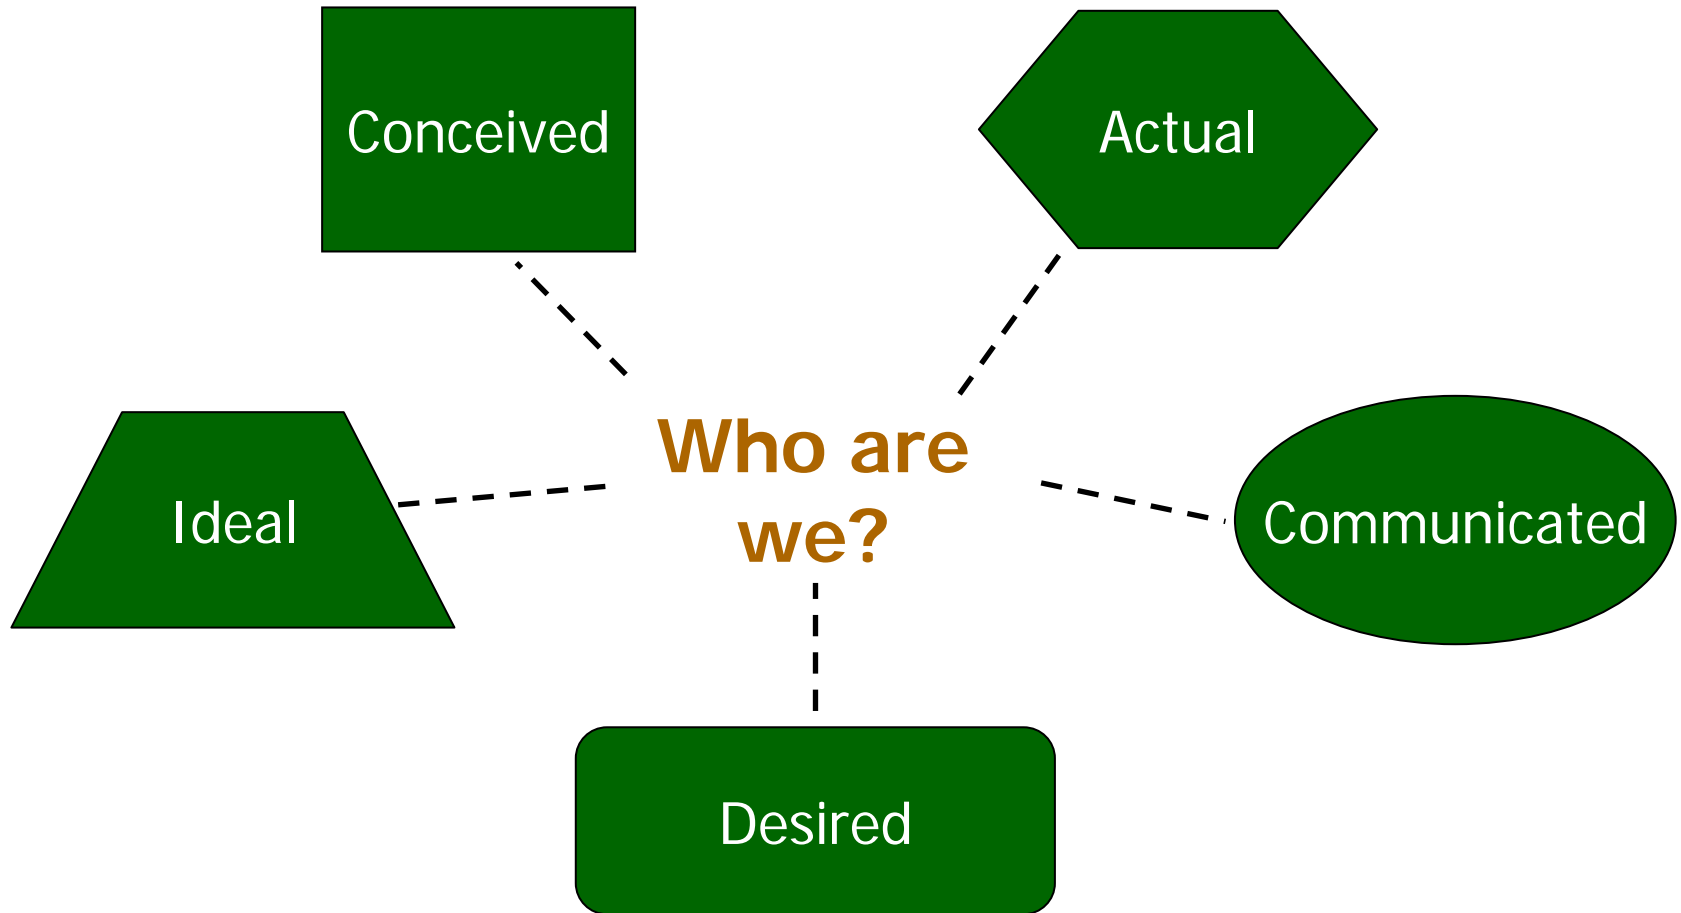 Conceived
Actual
Who are
we?
Ideal
Communicated
Desired